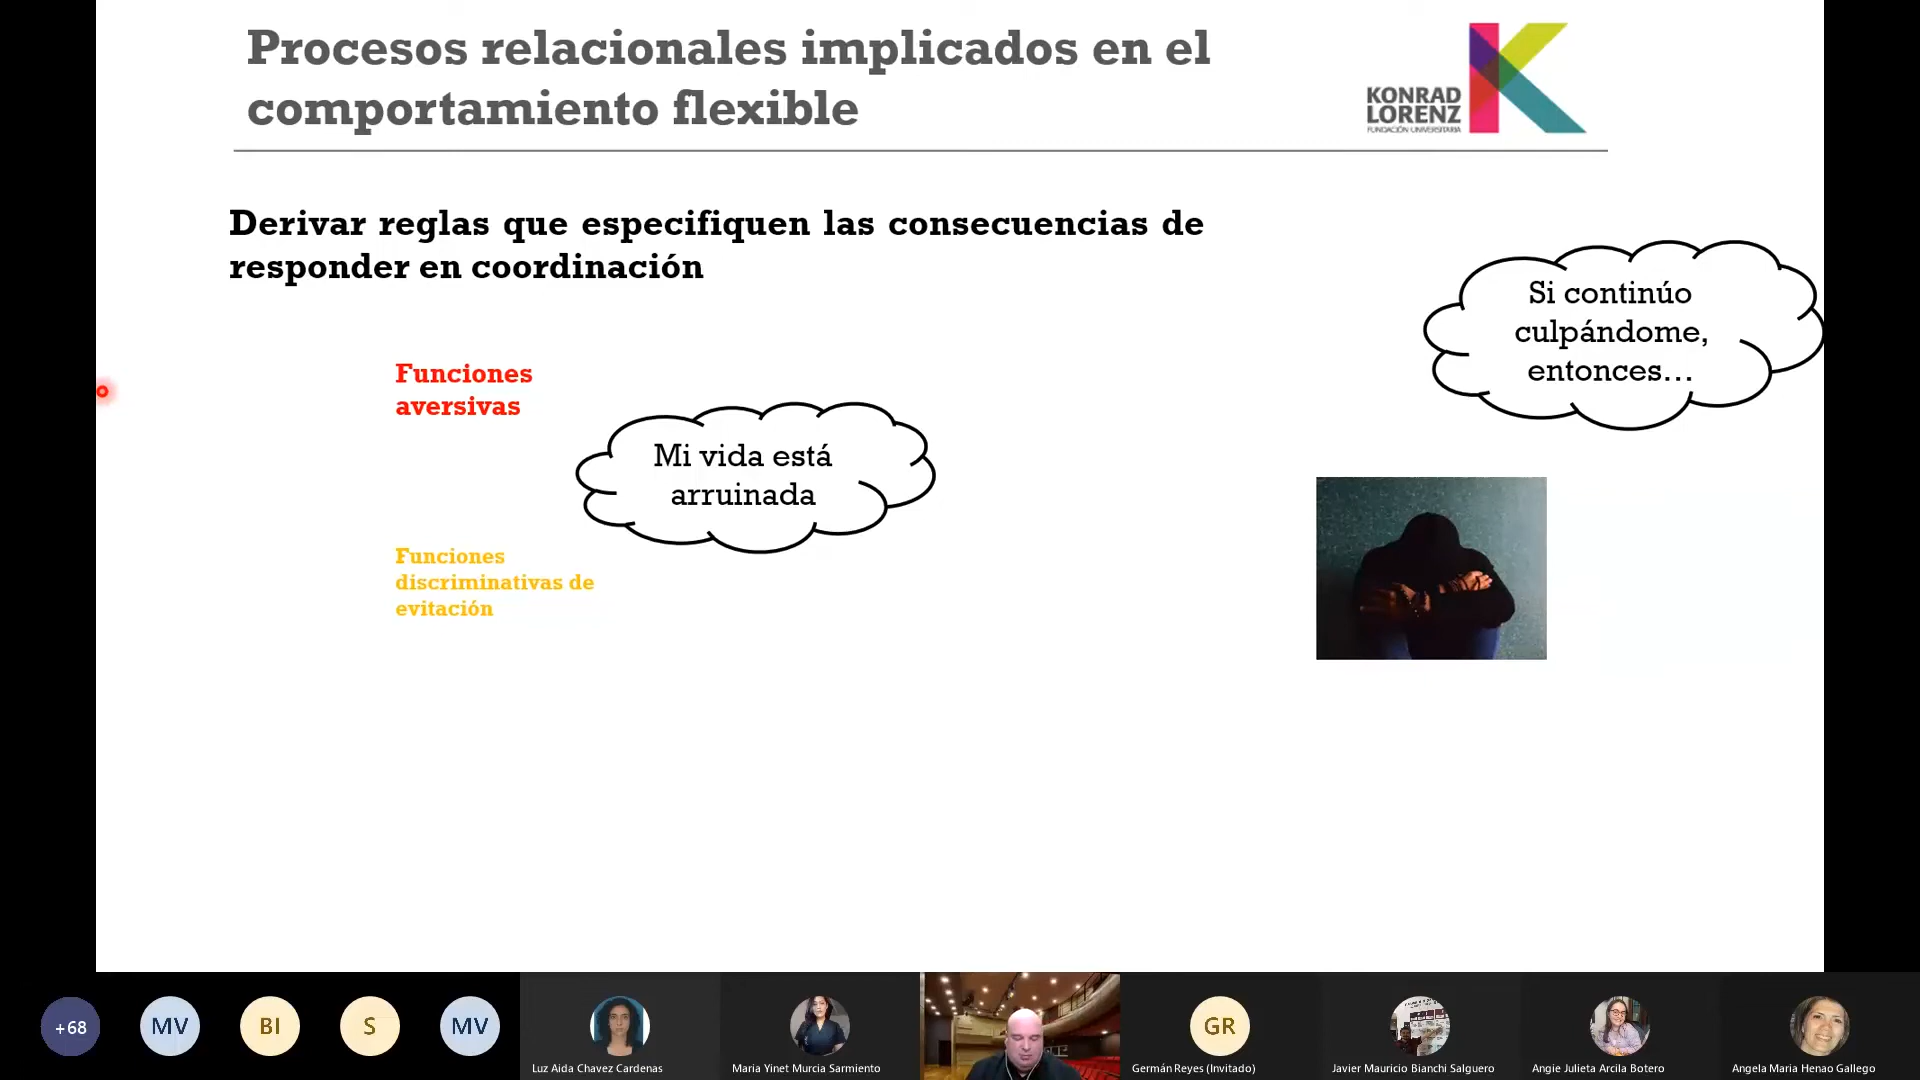 Procesos relacionales implicados en el
comportamiento flexible
KONRAD
LORENZ
FUNDACIÓN UNIVERSITARIA
Derivar reglas que especifiquen las consecuencias de
responder en coordinación
Si continúo
culpándome,
entonces...
Funciones
aversivas
Mi vida está
arruinada
Funciones
discriminativas de
evitación
+68
MV
BI
S
MV
Luz Aida Chavez Cardenas
Maria Yinet Murcia Sarmiento
GR
Germán Reyes (Invitado)
Javier Mauricio Bianchi Salguero
Angie Julieta Arcila Botero
Angela Maria Henao Gallego